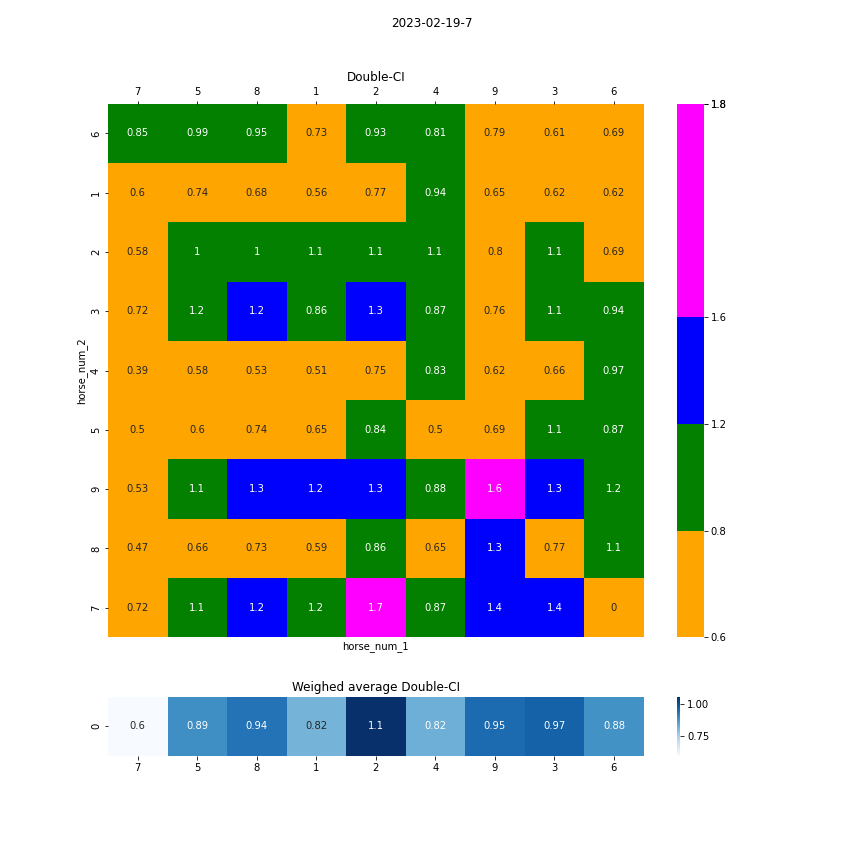 2023-02-19-7
Double-CI
7 5 8 1 2 4 9 3 6
6 0.85 0.99 0.95 0.73 0.93 0.81 0.79 0.61 0.69
1 0.6 0.74 0.68 0.56 0.77 0.94 0.65 0.62 0.62
2 0.58 1 1 1.1 1.1 1.1 0.8 1.1 0.69
3 0.72 1.2 1.2 0.86 1.3 0.87 0.76 1.1 0.94
4 0.39 0.58 0.53 0.51 0.75 0.83 0.62 0.66 0.97
5 0.5 0.6 0.74 0.65 0.84 0.5 0.69 1.1 0.87
9 0.53 1.1 1.3 1.2 1.3 0.88 1.6 1.3 1.2
8 0.47 0.66 0.73 0.59 0.86 0.65 1.3 0.77 1.1
7 0.72 1.1 1.2 1.2 1.7 0.87 1.4 1.4 0
horse_num_2
horse_num_1
1.8
1.6
1.2
0.8
0.6
Weighed average Double-CI
0 0.6 0.89 0.94 0.82 1.1 0.82 0.95 0.97 0.88
7 5 8 1 2 4 9 3 6
1.00
0.75